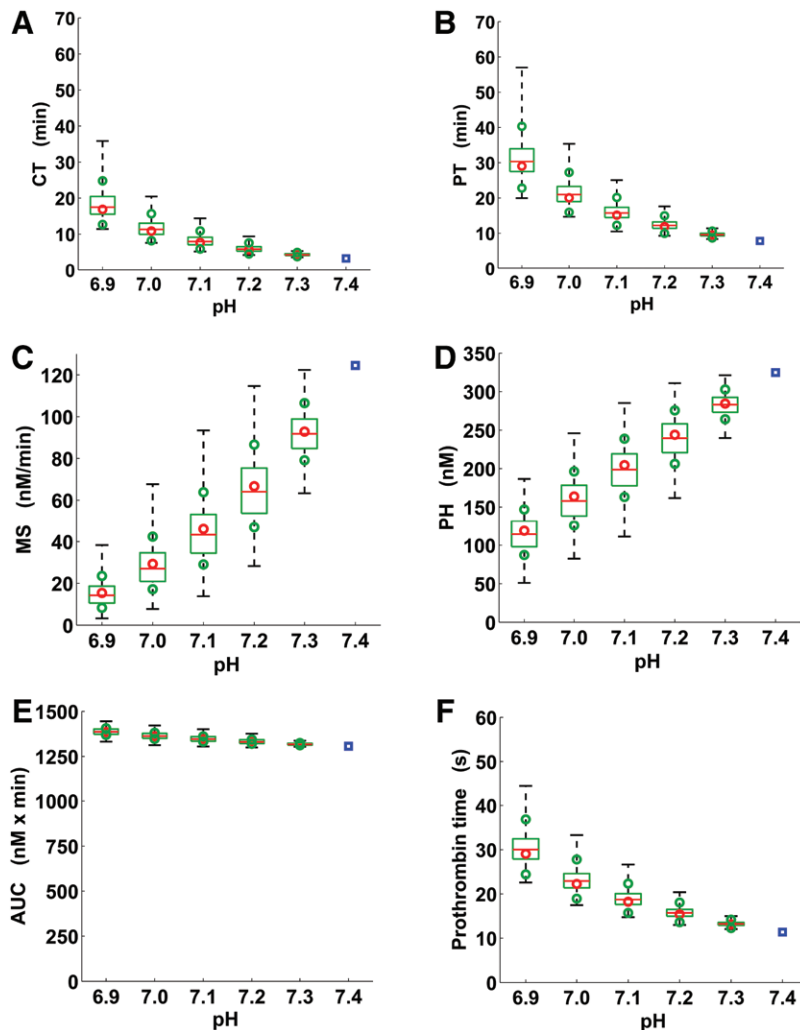 A
70
60
50
40
30
20
10
0
CT (min)
6.9 7.0 7.1 7.2 7.3 7.4
pH
B
70
60
50
40
30
20
10
0
PT (min)
6.9 7.0 7.1 7.2 7.3 7.4
pH
C
120
100
80
60
40
20
0
MS (nM/min)
6.9 7.0 7.1 7.2 7.3 7.4
pH
D
350
300
250
200
150
100
50
0
PH (nM)
6.9 7.0 7.1 7.2 7.3 7.4
pH
E
1500
1250
1000
750
500
250
0
AUC (nM x min)
6.9 7.0 7.1 7.2 7.3 7.4
pH
F
60
50
40
30
20
10
0
Prothrombin time (s)
6.9 7.0 7.1 7.2 7.3 7.4
pH